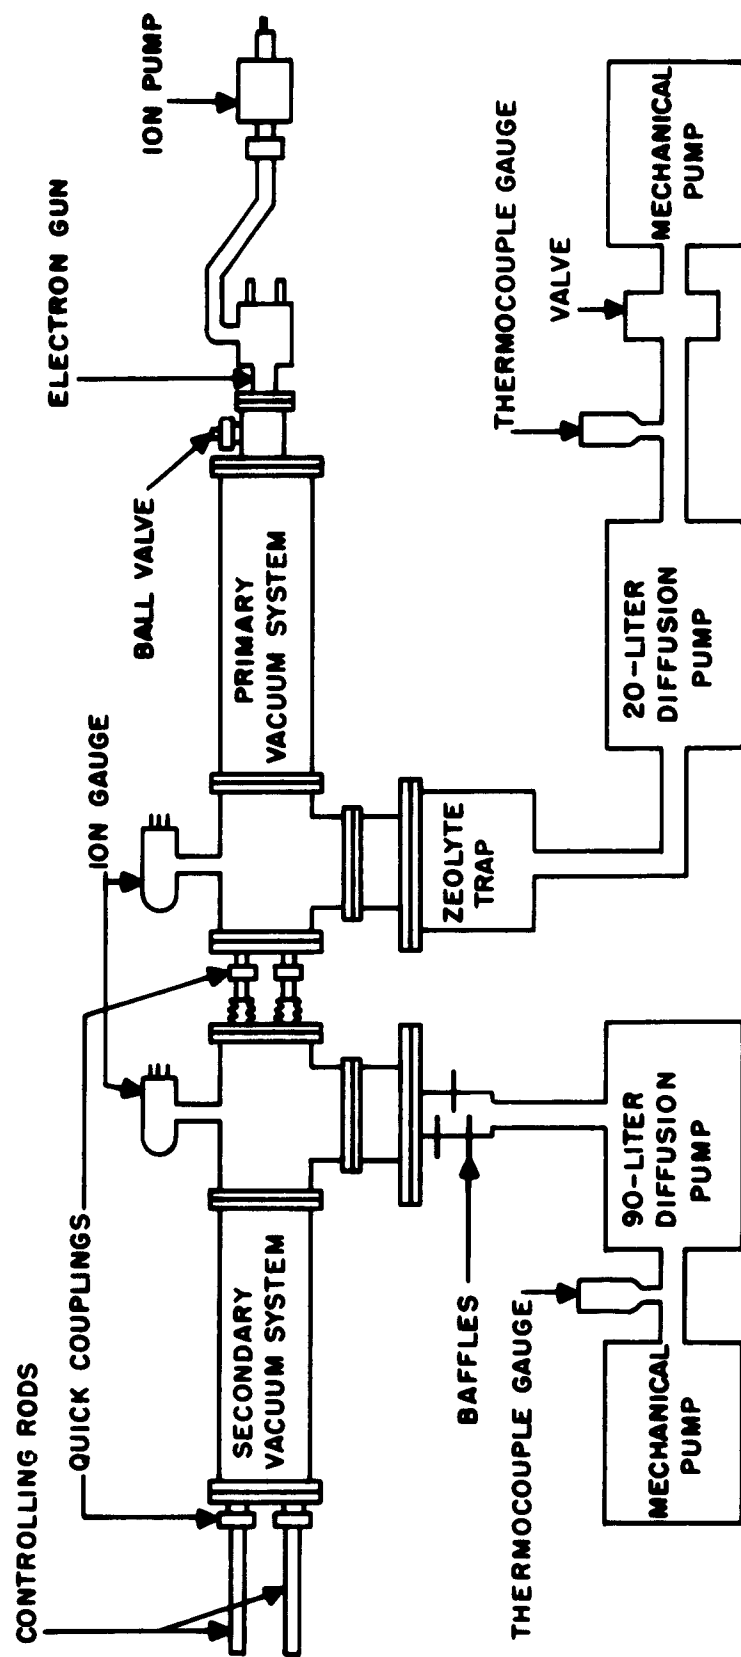 CONTROLLING RODS
QUICK COUPLINGS
ION GAUGE
BALL VALVE
ELECTRON GUN
ION PUMP
SECONDARY
VACUUM SYSTEM
PRIMARY
VACUUM SYSTEM
ZEOLYTE
TRAP
BAFFLES
THERMOCOUPLE GAUGE
THERMOCOUPLE GAUGE
VALVE
MECHANICAL
PUMP
90-LITER
DIFFUSION
PUMP
20-LITER
DIFFUSION
PUMP
MECHANICAL
PUMP